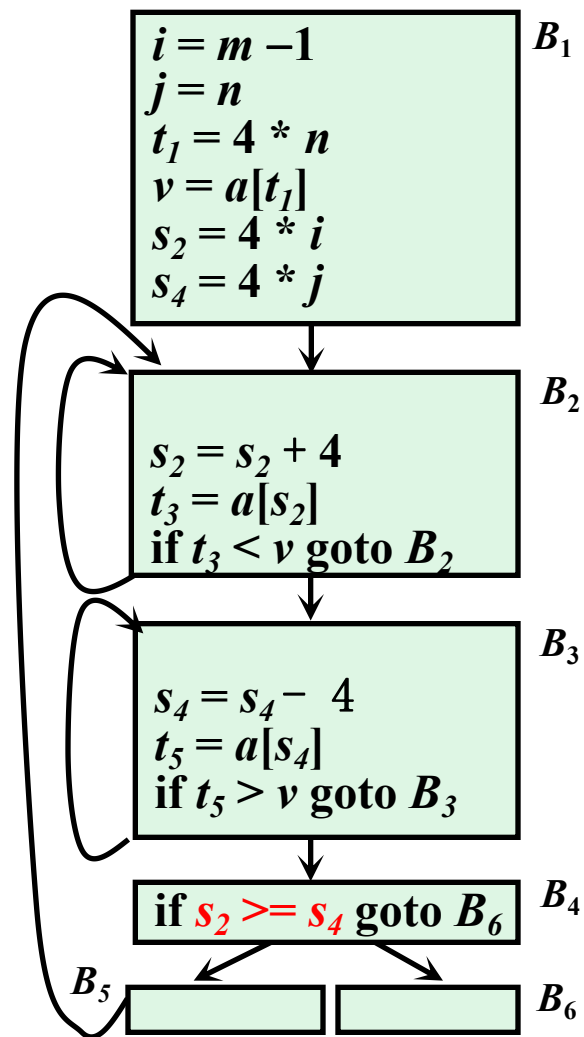 B₁
i = m −1
j = n
t₁ = 4 * n
v = a[t₁]
s₂ = 4 * i
s₄ = 4 * j
B₂
s₂ = s₂ + 4
t₃ = a[s₂]
if t₃ < v goto B₂
B₃
s₄ = s₄ − 4
t₅ = a[s₄]
if t₅ > v goto B₃
if s₂ >= s₄ goto B₆
B₄
B₅
B₆